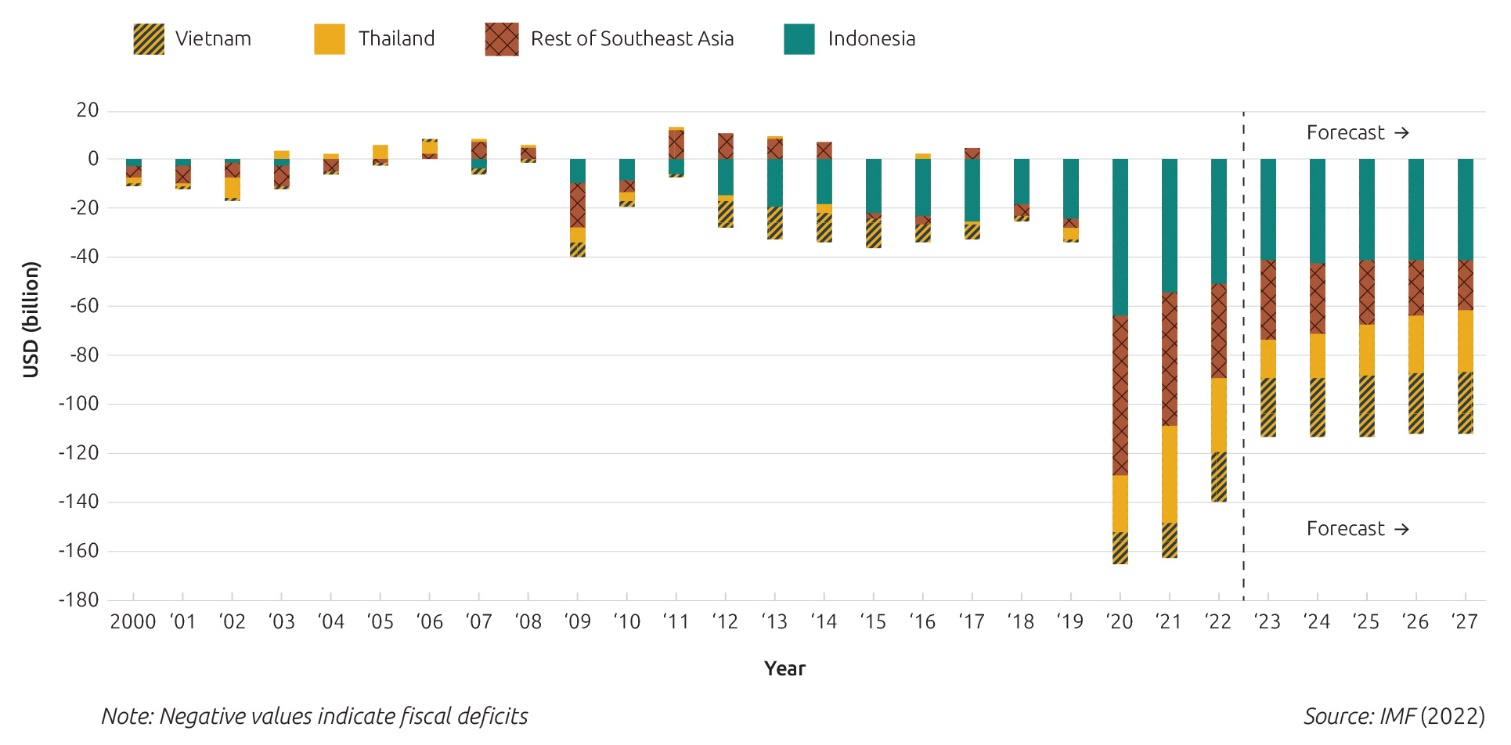 Vietnam Thailand Rest of Southeast Asia Indonesia
20
Forecast →
0
-20
-40
-60
-80
-100
-120
-140
Forecast →
-160
-180
USD (billion)
2000 ‘01 ‘02 ‘03 ‘04 ‘05 ‘06 ‘07 ‘08 ‘09 ‘10 ‘11 ‘12 ‘13 ‘14 ‘15 ‘16 ‘17 ‘18 ‘19 ‘20 ‘21 ‘22 ‘23 ‘24 ‘25 ‘26 ‘27
Year
Note: Negative values indicate fiscal deficits
Source: IMF (2022)